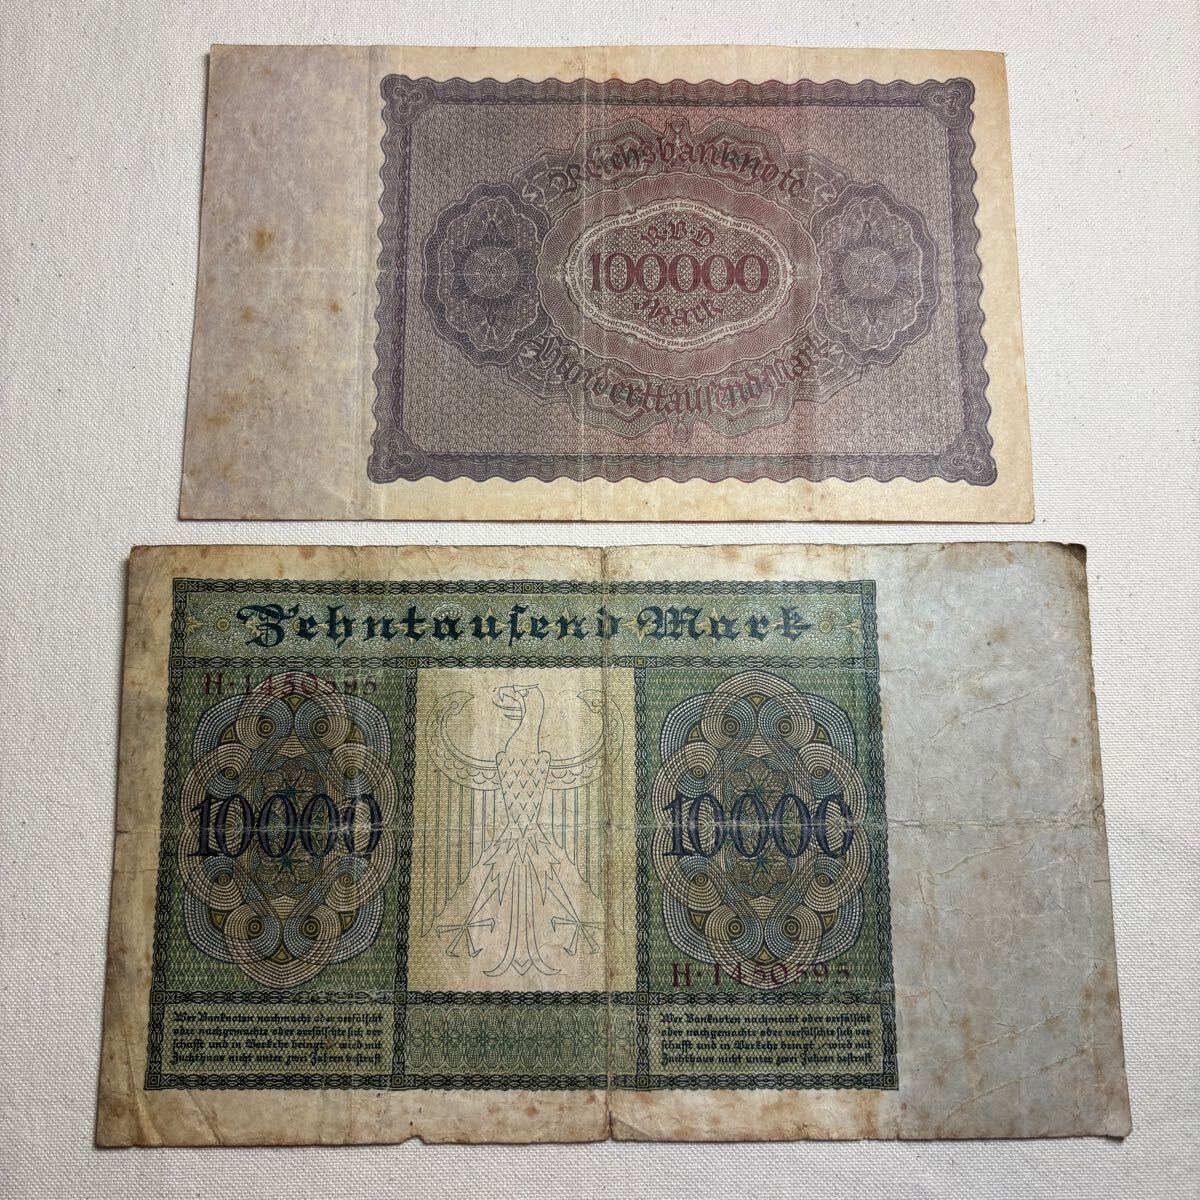 Reichsbanknote
R·B·D
100000
Mark
Hunderttausend Mark
Zehntausend Mark
H·1450595
10000
10000
H·1450595
Wer Banknoten nachmacht oder verfälscht
oder nachgemachte oder verfälschte sich ver
schafft und in Verkehr bringt, wird mit
Zuchthaus nicht unter zwei Jahren bestraft
Wer Banknoten nachmacht oder verfälscht
oder nachgemachte oder verfälschte sich ver
schafft und in Verkehr bringt, wird mit
Zuchthaus nicht unter zwei Jahren bestraft